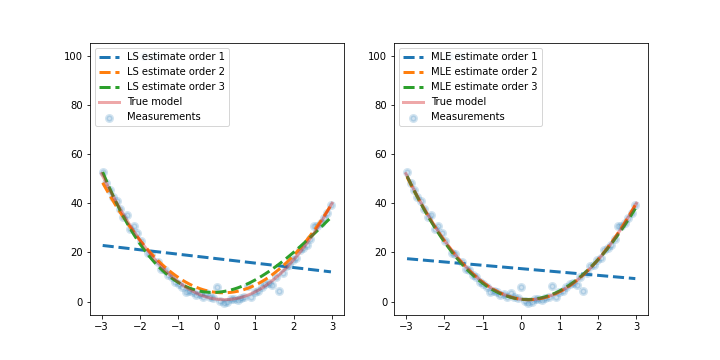 LS estimate order 1
LS estimate order 2
LS estimate order 3
True model
Measurements
100
80
60
40
20
0
−3 −2 −1 0 1 2 3
MLE estimate order 1
MLE estimate order 2
MLE estimate order 3
True model
Measurements
100
80
60
40
20
0
−3 −2 −1 0 1 2 3